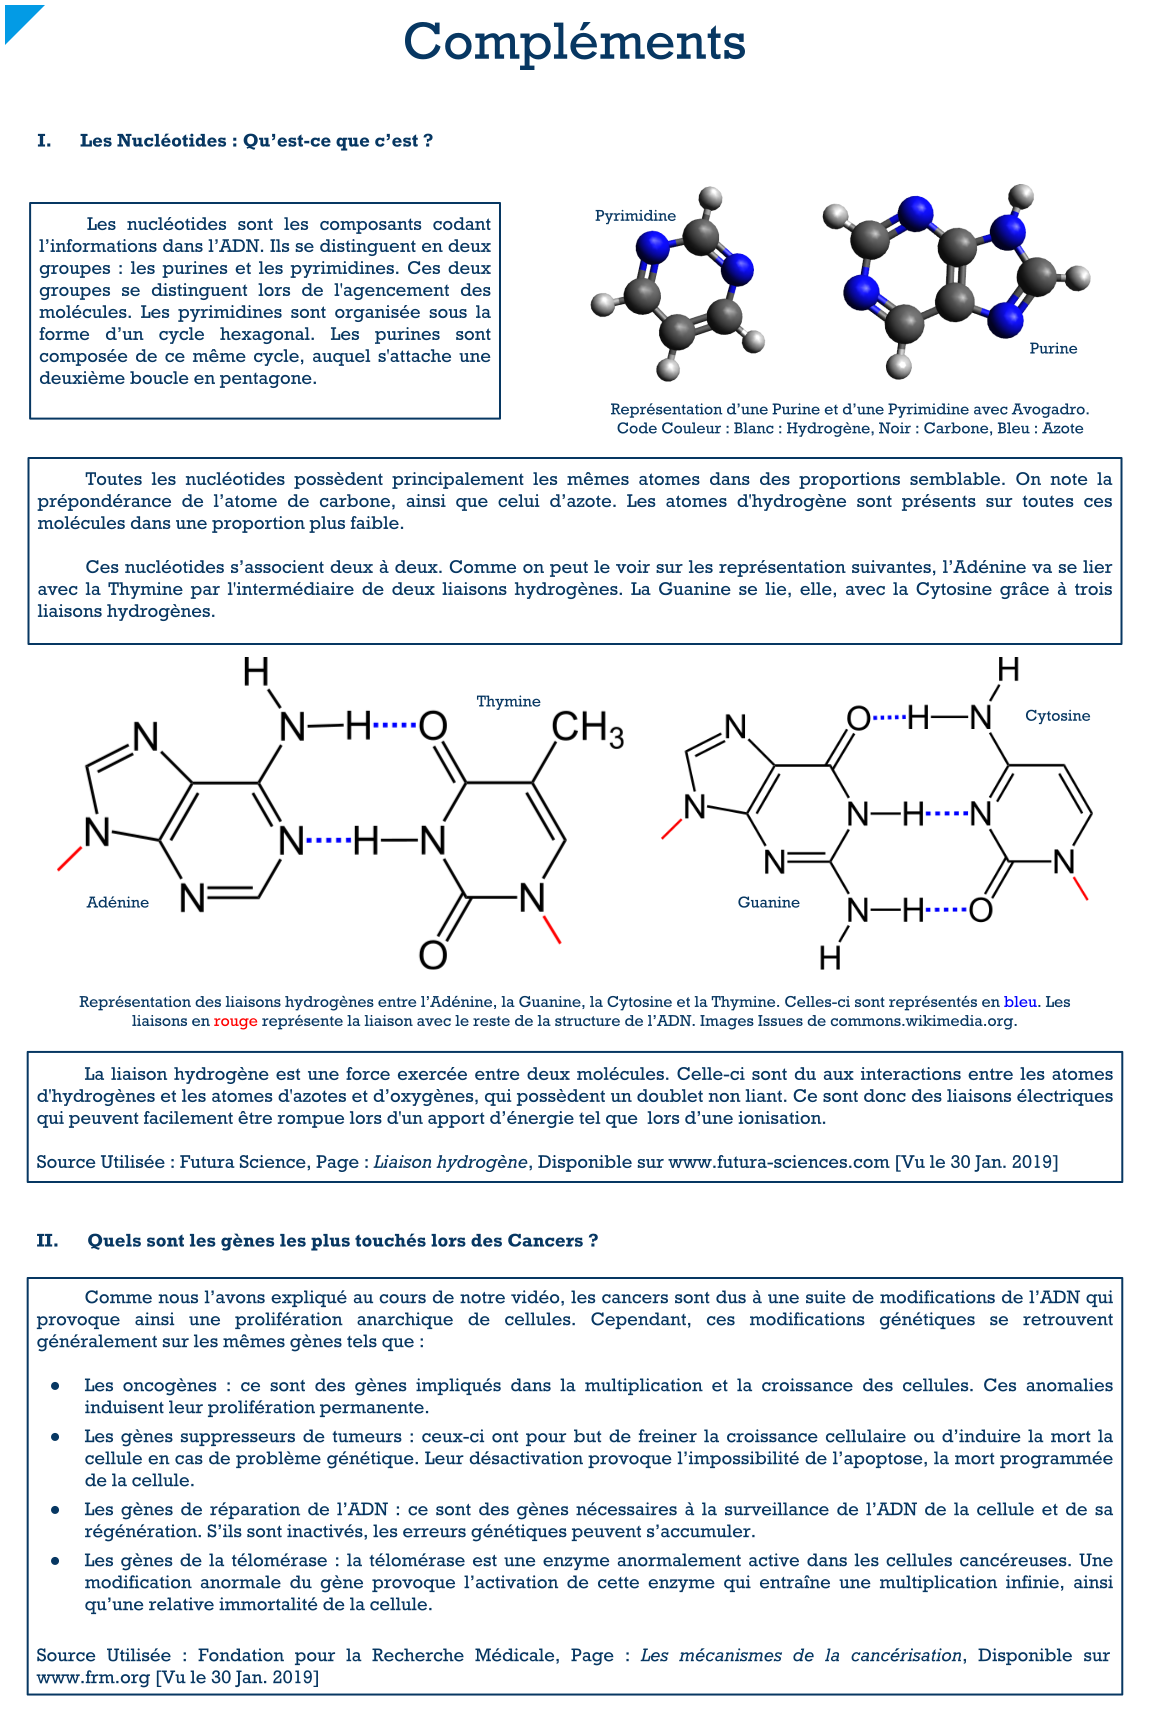 Compléments
I. Les Nucléotides : Qu’est-ce que c’est ?
Les nucléotides sont les composants codant
l’informations dans l’ADN. Ils se distinguent en deux
groupes : les purines et les pyrimidines. Ces deux
groupes se distinguent lors de l'agencement des
molécules. Les pyrimidines sont organisée sous la
forme d’un cycle hexagonal. Les purines sont
composée de ce même cycle, auquel s'attache une
deuxième boucle en pentagone.
Pyrimidine
Purine
Représentation d’une Purine et d’une Pyrimidine avec Avogadro.
Code Couleur : Blanc : Hydrogène, Noir : Carbone, Bleu : Azote
Toutes les nucléotides possèdent principalement les mêmes atomes dans des proportions semblable. On note la
prépondérance de l’atome de carbone, ainsi que celui d’azote. Les atomes d'hydrogène sont présents sur toutes ces
molécules dans une proportion plus faible.
Ces nucléotides s’associent deux à deux. Comme on peut le voir sur les représentation suivantes, l’Adénine va se lier
avec la Thymine par l'intermédiaire de deux liaisons hydrogènes. La Guanine se lie, elle, avec la Cytosine grâce à trois
liaisons hydrogènes.
H
Thymine
N H O CH3
N
N
N H N
Adénine
N N
O
H
Cytosine
O H N
N
N
N H N
N N
Guanine
N H O
H
Représentation des liaisons hydrogènes entre l’Adénine, la Guanine, la Cytosine et la Thymine. Celles-ci sont représentés en bleu. Les
liaisons en rouge représente la liaison avec le reste de la structure de l’ADN. Images Issues de commons.wikimedia.org.
La liaison hydrogène est une force exercée entre deux molécules. Celle-ci sont du aux interactions entre les atomes
d'hydrogènes et les atomes d'azotes et d’oxygènes, qui possèdent un doublet non liant. Ce sont donc des liaisons électriques
qui peuvent facilement être rompue lors d'un apport d’énergie tel que lors d’une ionisation.
Source Utilisée : Futura Science, Page : Liaison hydrogène, Disponible sur www.futura-sciences.com [Vu le 30 Jan. 2019]
II. Quels sont les gènes les plus touchés lors des Cancers ?
Comme nous l’avons expliqué au cours de notre vidéo, les cancers sont dus à une suite de modifications de l’ADN qui
provoque ainsi une prolifération anarchique de cellules. Cependant, ces modifications génétiques se retrouvent
généralement sur les mêmes gènes tels que :
● Les oncogènes : ce sont des gènes impliqués dans la multiplication et la croissance des cellules. Ces anomalies
induisent leur prolifération permanente.
● Les gènes suppresseurs de tumeurs : ceux-ci ont pour but de freiner la croissance cellulaire ou d’induire la mort la
cellule en cas de problème génétique. Leur désactivation provoque l’impossibilité de l’apoptose, la mort programmée
de la cellule.
● Les gènes de réparation de l’ADN : ce sont des gènes nécessaires à la surveillance de l’ADN de la cellule et de sa
régénération. S’ils sont inactivés, les erreurs génétiques peuvent s’accumuler.
● Les gènes de la télomérase : la télomérase est une enzyme anormalement active dans les cellules cancéreuses. Une
modification anormale du gène provoque l’activation de cette enzyme qui entraîne une multiplication infinie, ainsi
qu’une relative immortalité de la cellule.
Source Utilisée : Fondation pour la Recherche Médicale, Page : Les mécanismes de la cancérisation, Disponible sur
www.frm.org [Vu le 30 Jan. 2019]